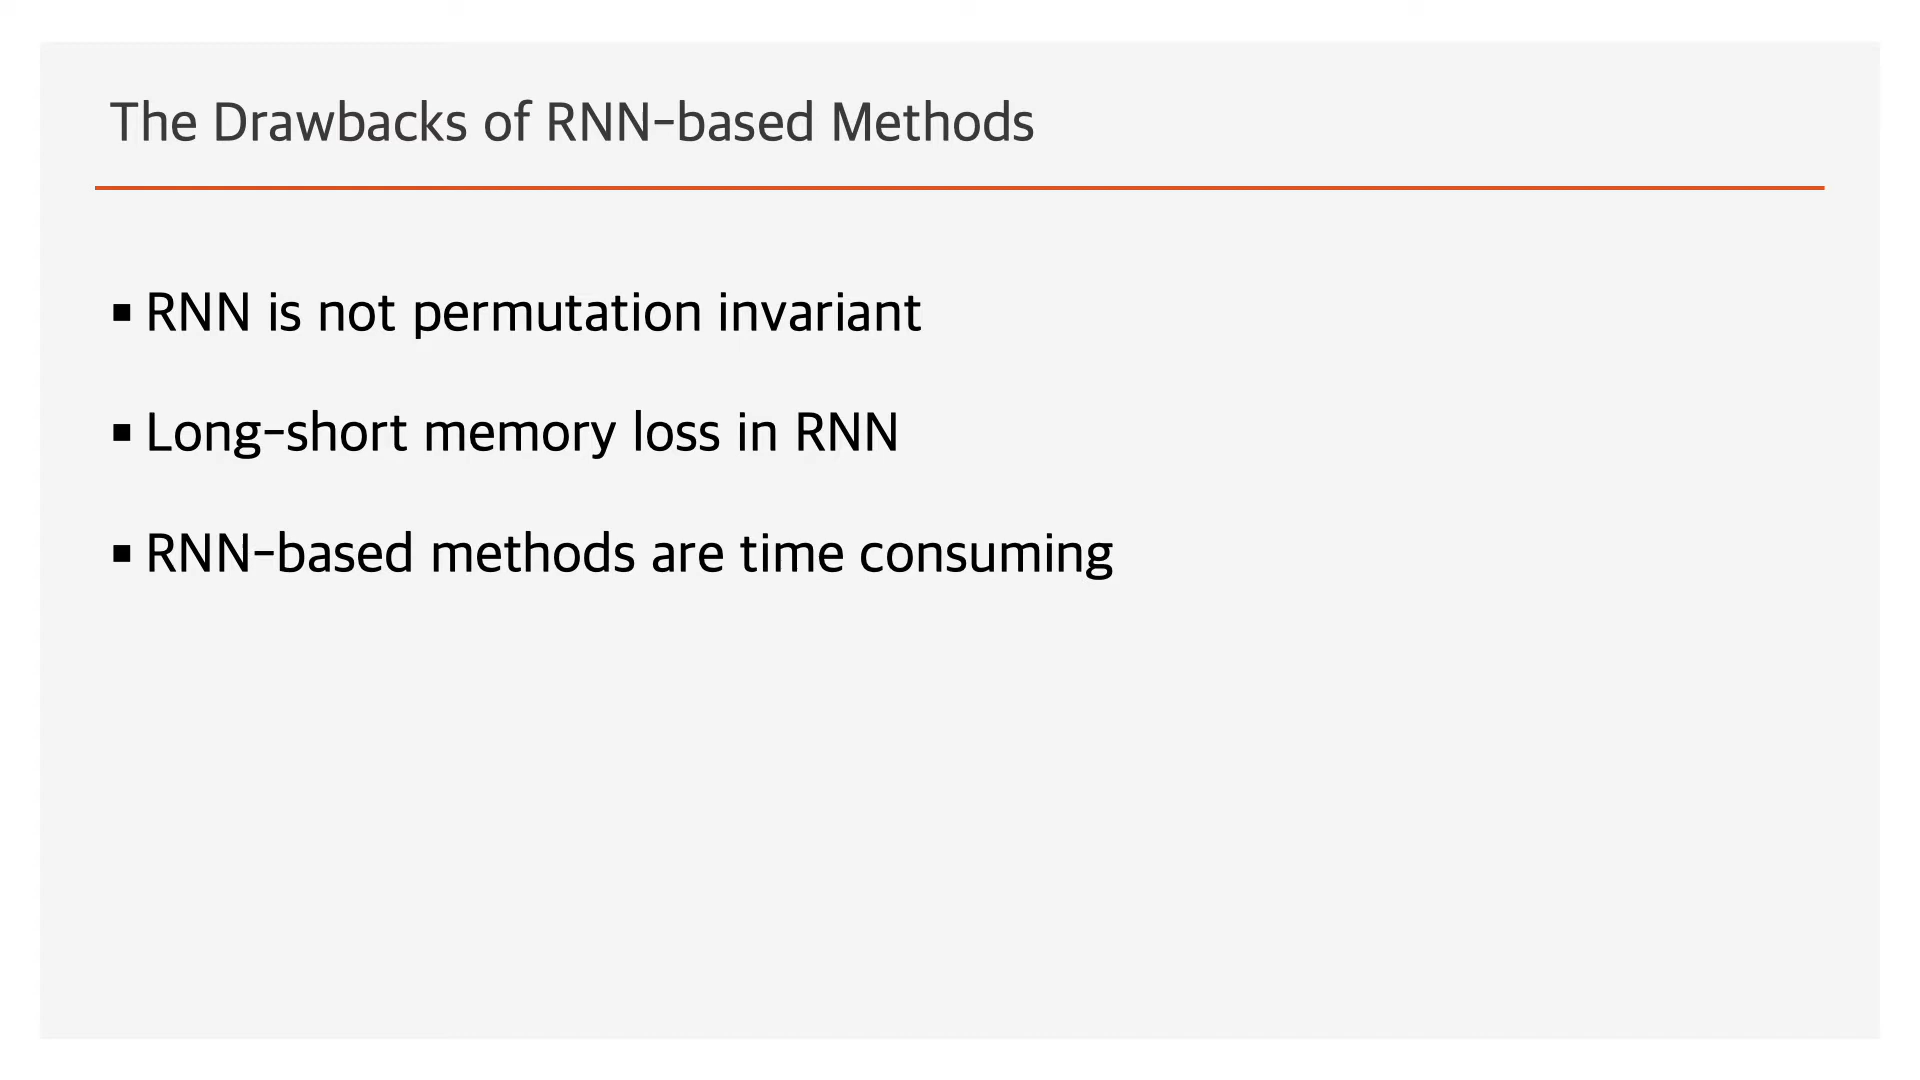 The Drawbacks of RNN-based Methods
▪ RNN is not permutation invariant
▪ Long-short memory loss in RNN
▪ RNN-based methods are time consuming